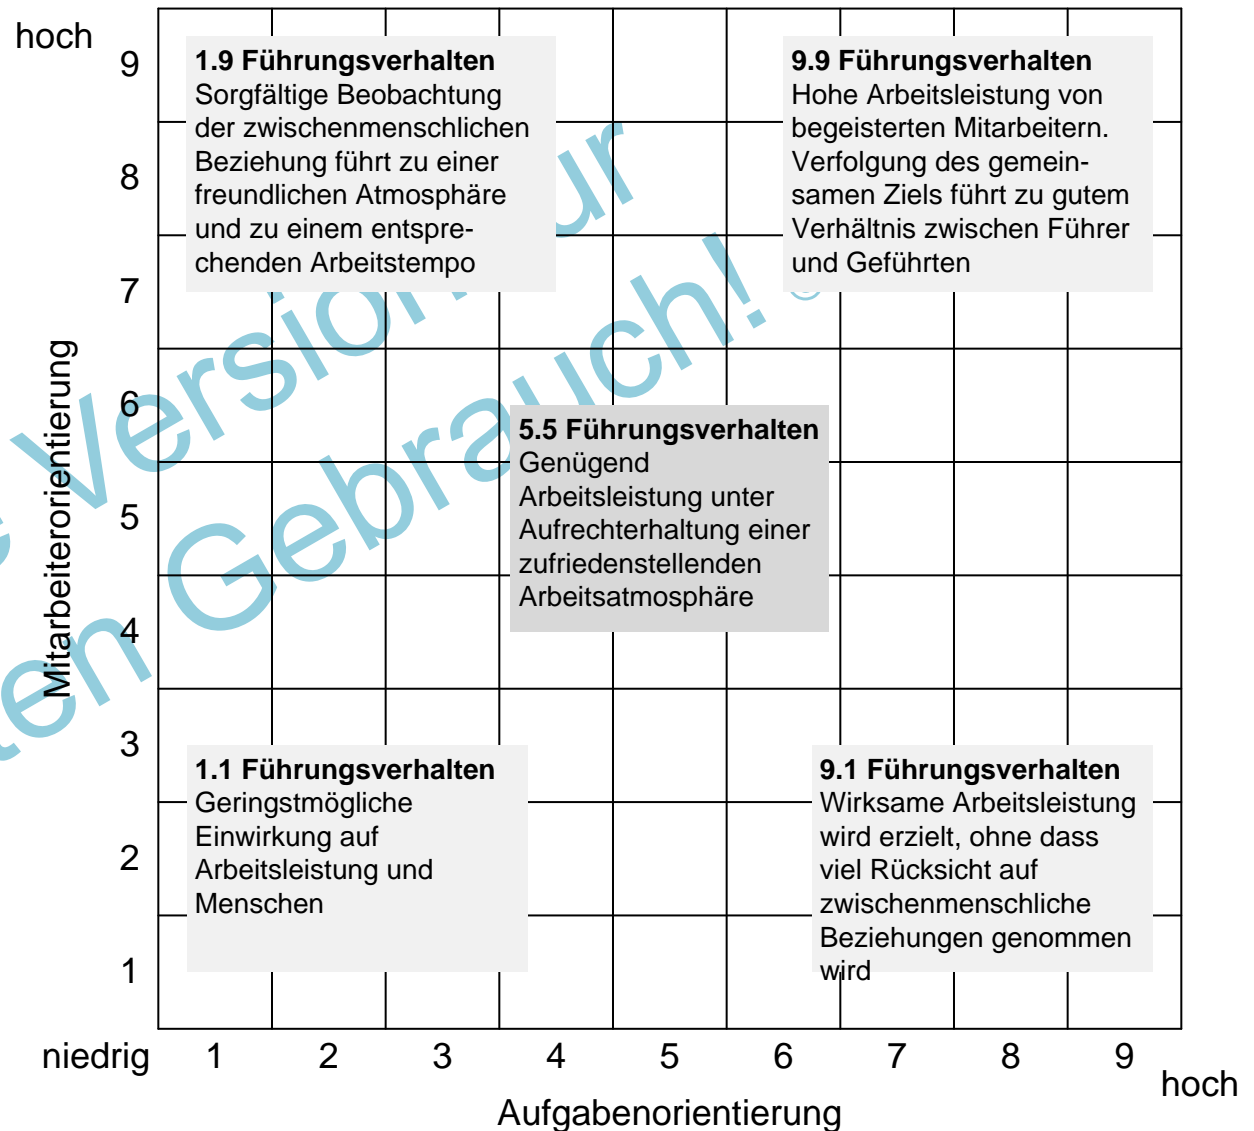 hoch
9
8
7
6
5
4
3
2
1
Mitarbeiterorientierung
1.9 Führungsverhalten
Sorgfältige Beobachtung
der zwischenmenschlichen
Beziehung führt zu einer
freundlichen Atmosphäre
und zu einem entspre-
chenden Arbeitstempo
9.9 Führungsverhalten
Hohe Arbeitsleistung von
begeisterten Mitarbeitern.
Verfolgung des gemein-
samen Ziels führt zu gutem
Verhältnis zwischen Führer
und Geführten
5.5 Führungsverhalten
Genügend
Arbeitsleistung unter
Aufrechterhaltung einer
zufriedenstellenden
Arbeitsatmosphäre
1.1 Führungsverhalten
Geringstmögliche
Einwirkung auf
Arbeitsleistung und
Menschen
9.1 Führungsverhalten
Wirksame Arbeitsleistung
wird erzielt, ohne dass
viel Rücksicht auf
zwischenmenschliche
Beziehungen genommen
wird
niedrig 1 2 3 4 5 6 7 8 9
hoch
Aufgabenorientierung
Version
Gebrauch!